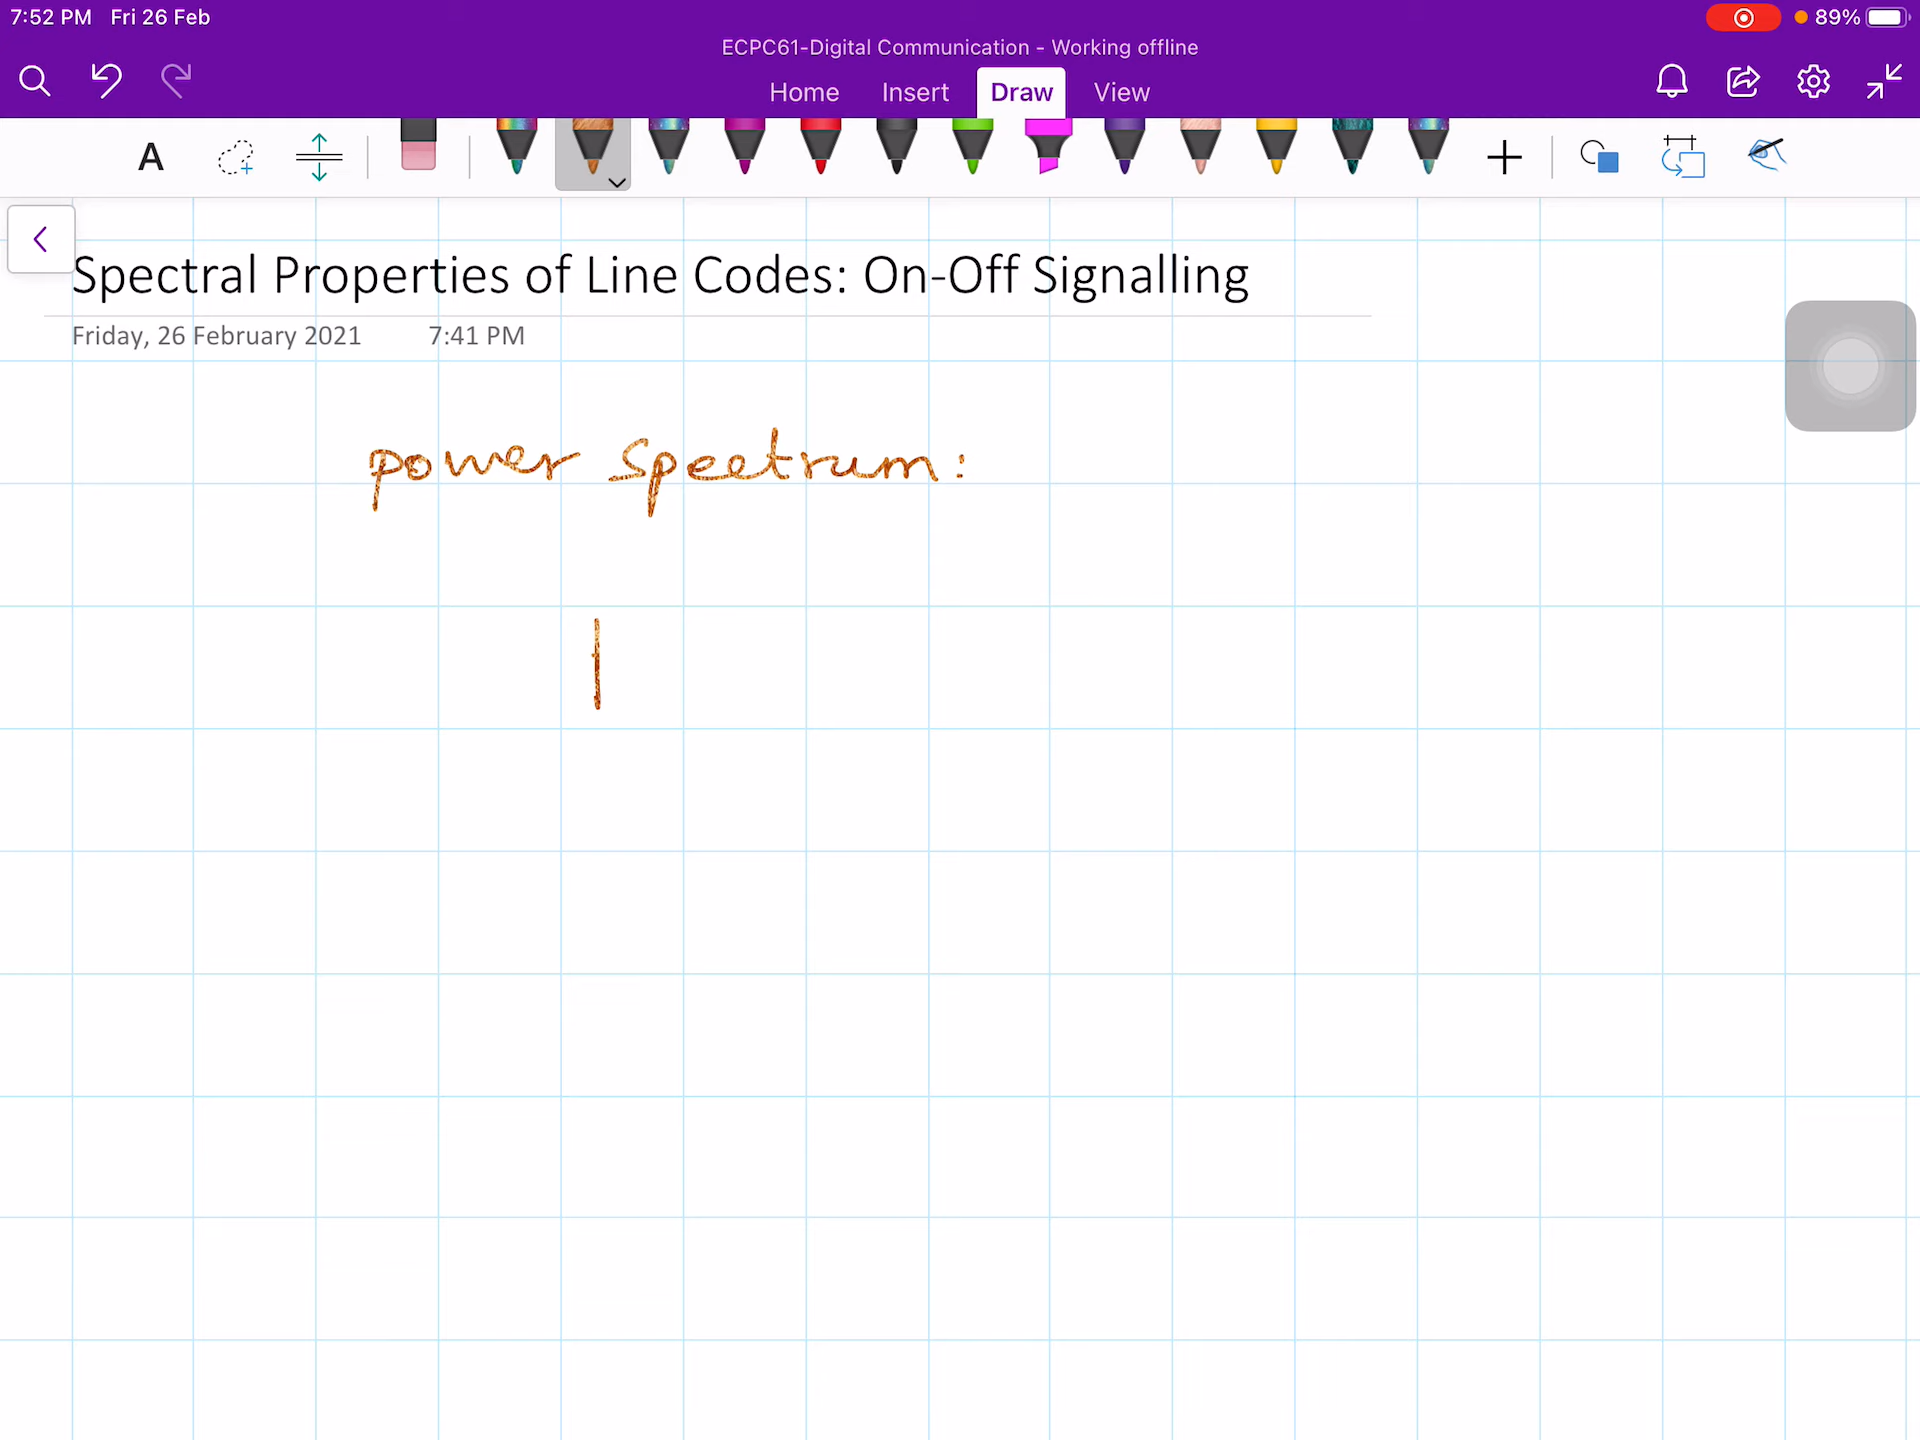 7:52 PM Fri 26 Feb 89%
ECPC61-Digital Communication - Working offline
Home Insert Draw View
A
Spectral Properties of Line Codes: On-Off Signalling
Friday, 26 February 2021 7:41 PM
power spectrum: